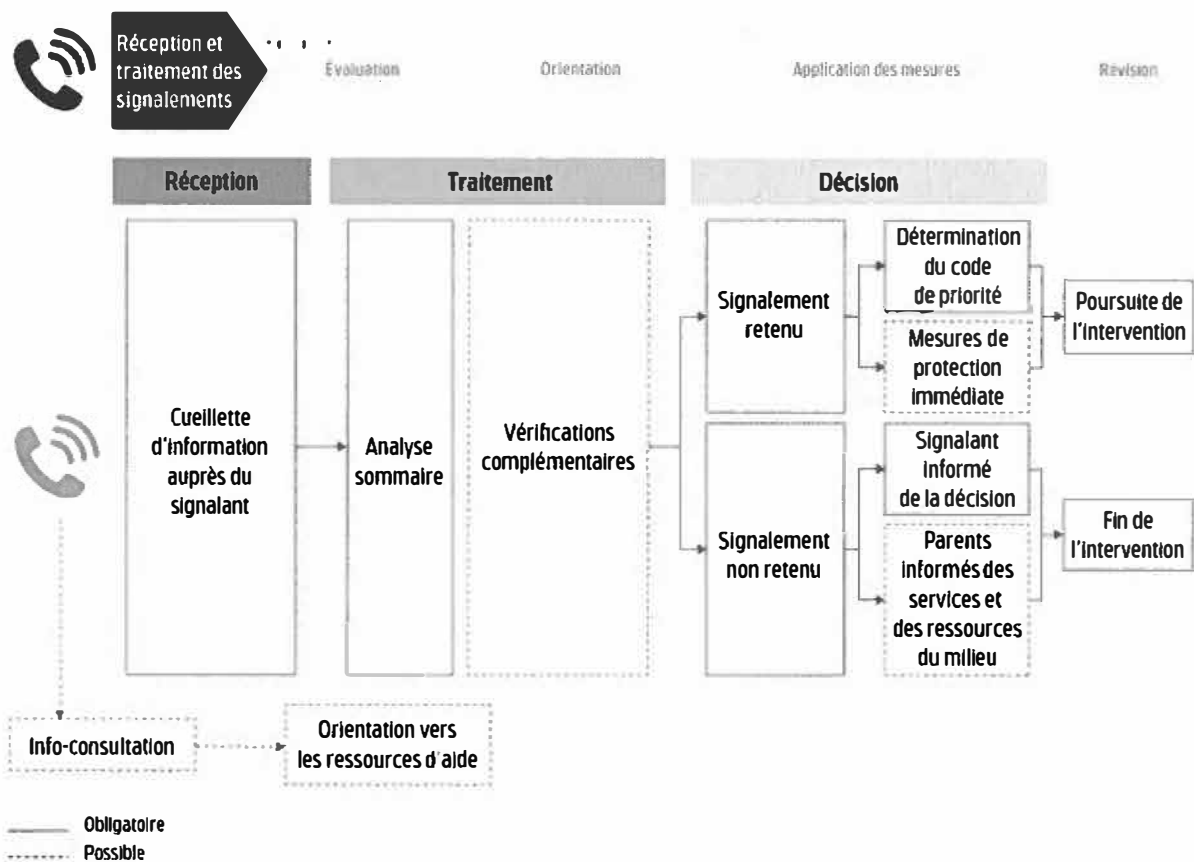 Réception et
traitement des
signalements
Évaluation
Orientation
Application des mesures
Révision
Réception
Traitement
Décision
Cueillette
d'information
auprès du
signalant
Analyse
sommaire
Vérifications
complémentaires
Signalement
retenu
Détermination
du code
de priorité
Mesures de
protection
immédiate
Poursuite de
l'intervention
Signalement
non retenu
Signalant
informé
de la décision
Parents
informés des
services et
des ressources
du milieu
Fin de
l'intervention
Info-consultation
Orientation vers
les ressources d'aide
Obligatoire
Possible